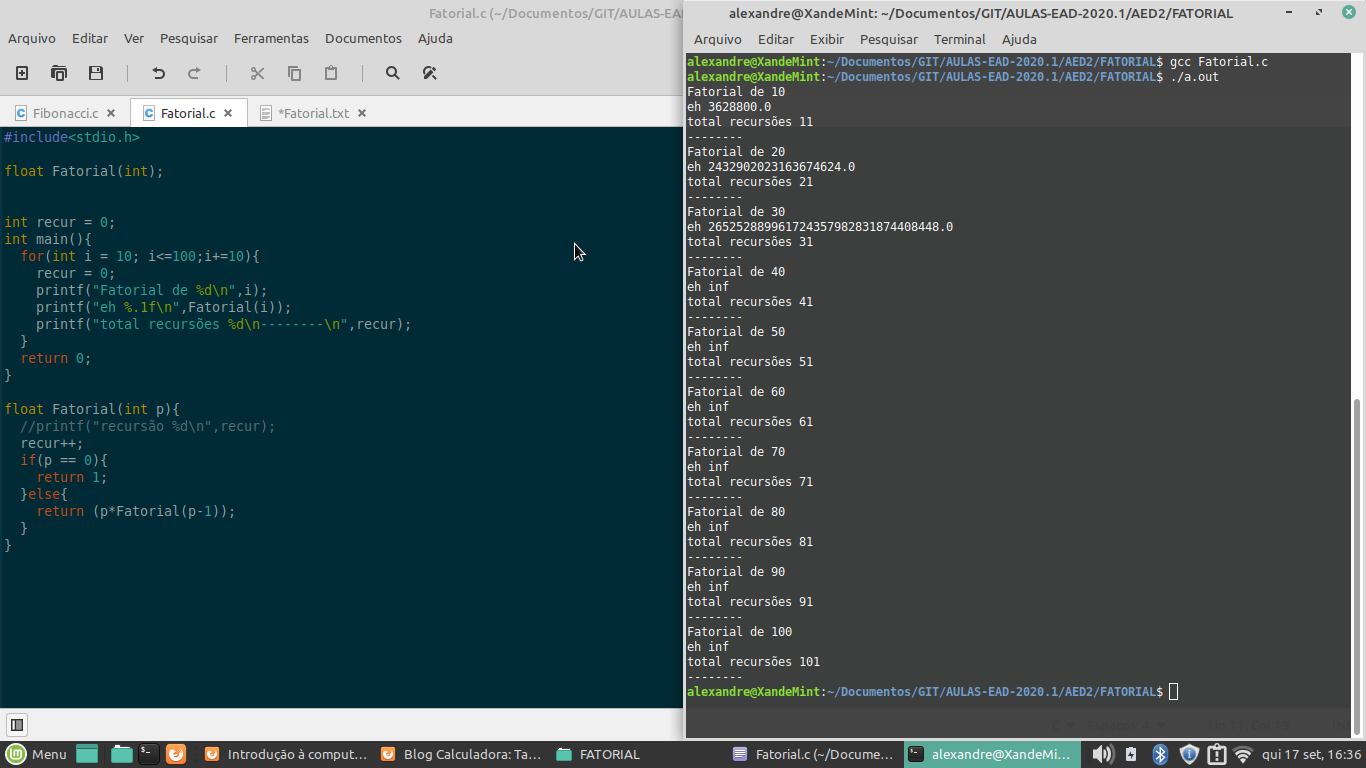 Fatorial.c (~/Documentos/GIT/AULAS-EA
Arquivo Editar Ver Pesquisar Ferramentas Documentos Ajuda
Fibonacci.c
Fatorial.c
*Fatorial.txt
#include<stdio.h>
float Fatorial(int);
int recur = 0;
int main(){
for(int i = 10; i<=100;i+=10){
recur = 0;
printf("Fatorial de %d\n",i);
printf("eh %.1f\n",Fatorial(i));
printf("total recursões %d\n--------\n",recur);
}
return 0;
}
float Fatorial(int p){
//printf("recursão %d\n",recur);
recur++;
if(p == 0){
return 1;
}else{
return (p*Fatorial(p-1));
}
}
alexandre@XandeMint: ~/Documentos/GIT/AULAS-EAD-2020.1/AED2/FATORIAL
Arquivo Editar Exibir Pesquisar Terminal Ajuda
alexandre@XandeMint:~/Documentos/GIT/AULAS-EAD-2020.1/AED2/FATORIAL$ gcc Fatorial.c
alexandre@XandeMint:~/Documentos/GIT/AULAS-EAD-2020.1/AED2/FATORIAL$ ./a.out
Fatorial de 10
eh 3628800.0
total recursões 11
--------
Fatorial de 20
eh 2432902023163674624.0
total recursões 21
--------
Fatorial de 30
eh 265252889961724357982831874408448.0
total recursões 31
--------
Fatorial de 40
eh inf
total recursões 41
--------
Fatorial de 50
eh inf
total recursões 51
--------
Fatorial de 60
eh inf
total recursões 61
--------
Fatorial de 70
eh inf
total recursões 71
--------
Fatorial de 80
eh inf
total recursões 81
--------
Fatorial de 90
eh inf
total recursões 91
--------
Fatorial de 100
eh inf
total recursões 101
--------
alexandre@XandeMint:~/Documentos/GIT/AULAS-EAD-2020.1/AED2/FATORIAL$
Menu
Introdução à comput...
Blog Calculadora: Ta...
FATORIAL
Fatorial.c (~/Docume...
alexandre@XandeMi...
qui 17 set, 16:36